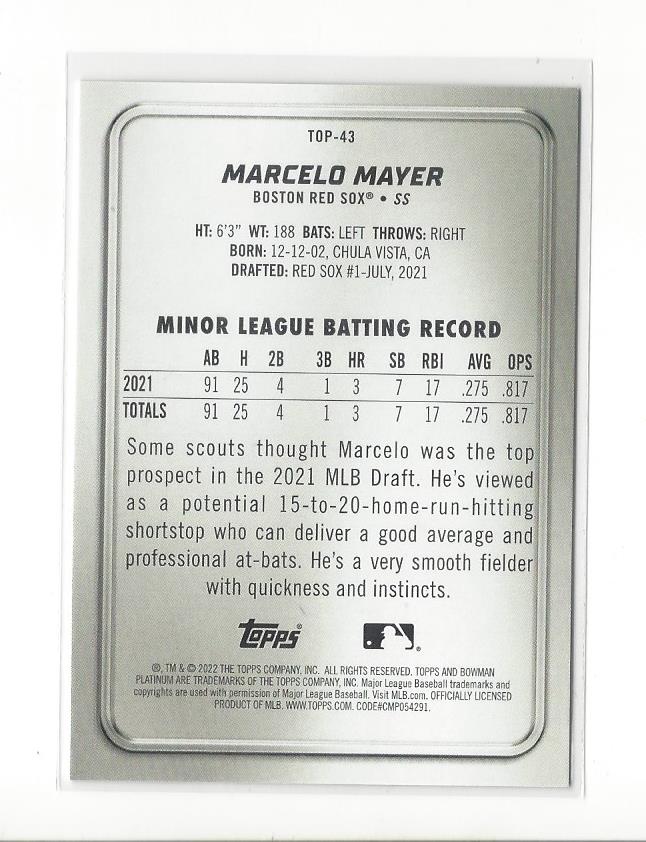 TOP-43
MARCELO MAYER
BOSTON RED SOX® • SS
HT: 6'3" WT: 188 BATS: LEFT THROWS: RIGHT
BORN: 12-12-02, CHULA VISTA, CA
DRAFTED: RED SOX #1-JULY, 2021
MINOR LEAGUE BATTING RECORD
AB H 2B 3B HR SB RBI AVG OPS
2021 91 25 4 1 3 7 17 .275 .817
TOTALS 91 25 4 1 3 7 17 .275 .817
Some scouts thought Marcelo was the top
prospect in the 2021 MLB Draft. He's viewed
as a potential 15-to-20-home-run-hitting
shortstop who can deliver a good average and
professional at-bats. He's a very smooth fielder
with quickness and instincts.
topps® ®
®, TM & © 2022 THE TOPPS COMPANY, INC. ALL RIGHTS RESERVED. TOPPS AND BOWMAN
PLATINUM ARE TRADEMARKS OF THE TOPPS COMPANY, INC. Major League Baseball trademarks and
copyrights are used with permission of Major League Baseball. Visit MLB.com. OFFICIALLY LICENSED
PRODUCT OF MLB. WWW.TOPPS.COM. CODE#CMP054291.